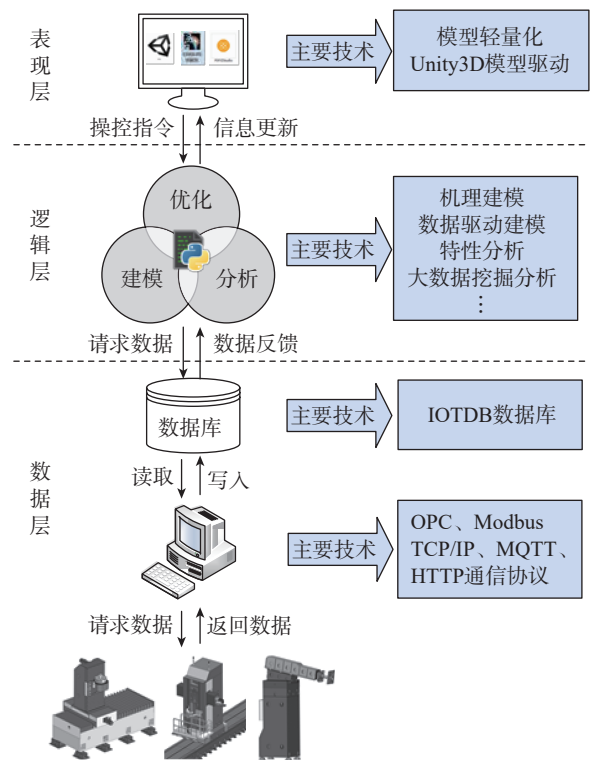 表现层
主要技术
模型轻量化
Unity3D模型驱动
操控指令
信息更新
逻辑层
优化
建模
分析
主要技术
机理建模
数据驱动建模
特性分析
大数据挖掘分析
⋮
请求数据
数据反馈
数据层
数据库
主要技术
IOTDB数据库
读取
写入
主要技术
OPC、Modbus
TCP/IP、MQTT、
HTTP通信协议
请求数据
返回数据